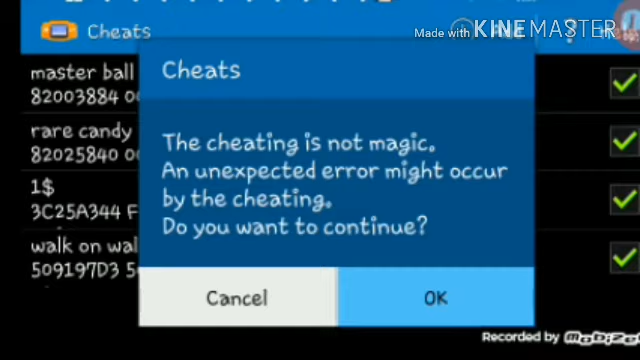 Cheats
Made with KINEMASTER
master ball
82003884
rare candy
82025840
1$
3C25A344 F
walk on wal
509197D3 5
Cheats
The cheating is not magic.
An unexpected error might occur
by the cheating.
Do you want to continue?
Cancel
OK
Recorded by